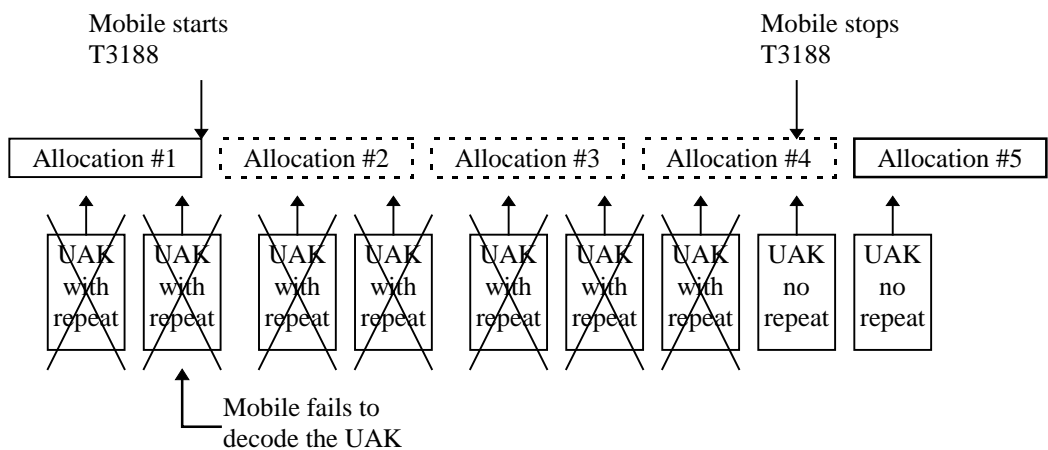 Mobile starts
T3188
Mobile stops
T3188
Allocation #1
Allocation #2
Allocation #3
Allocation #4
Allocation #5
UAK
with
repeat
UAK
with
repeat
UAK
with
repeat
UAK
with
repeat
UAK
with
repeat
UAK
with
repeat
UAK
with
repeat
UAK
no
repeat
UAK
no
repeat
Mobile fails to
decode the UAK